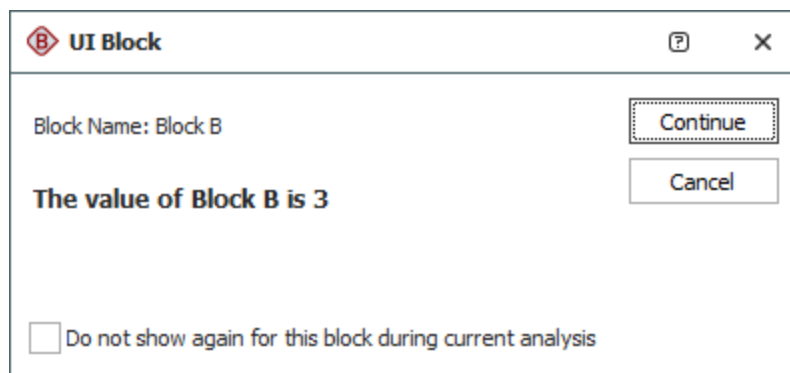 B UI Block ?
Block Name: Block B
Continue
The value of Block B is 3
Cancel
Do not show again for this block during current analysis